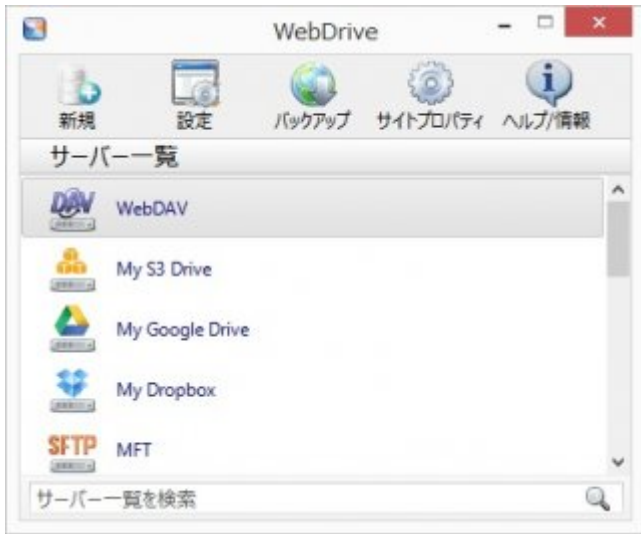 WebDrive
新規 設定 バックアップ サイトプロパティ ヘルプ/情報
サーバー一覧
DAV WebDAV
My S3 Drive
My Google Drive
My Dropbox
SFTP MFT
サーバー一覧を検索